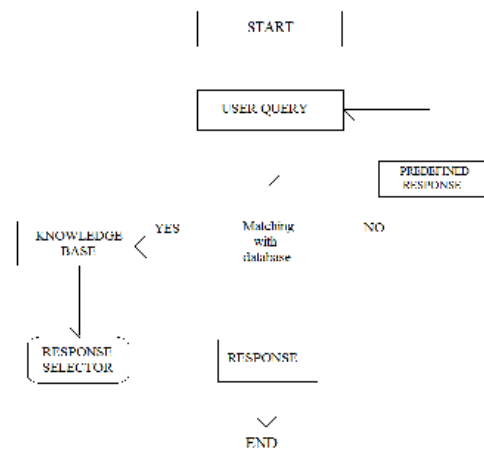 START
USER QUERY
PREDEFINED
RESPONSE
YES
Matching
with
database
NO
KNOWLEDGE
BASE
RESPONSE
SELECTOR
RESPONSE
END